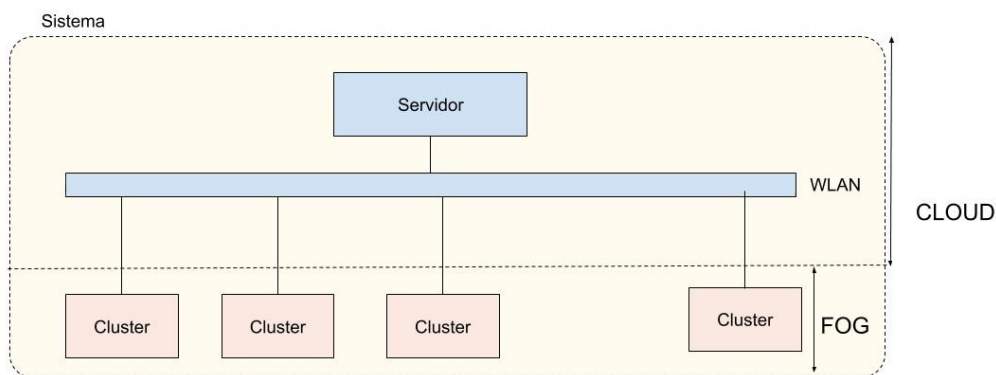 Sistema
Servidor
WLAN
CLOUD
Cluster
Cluster
Cluster
Cluster
FOG